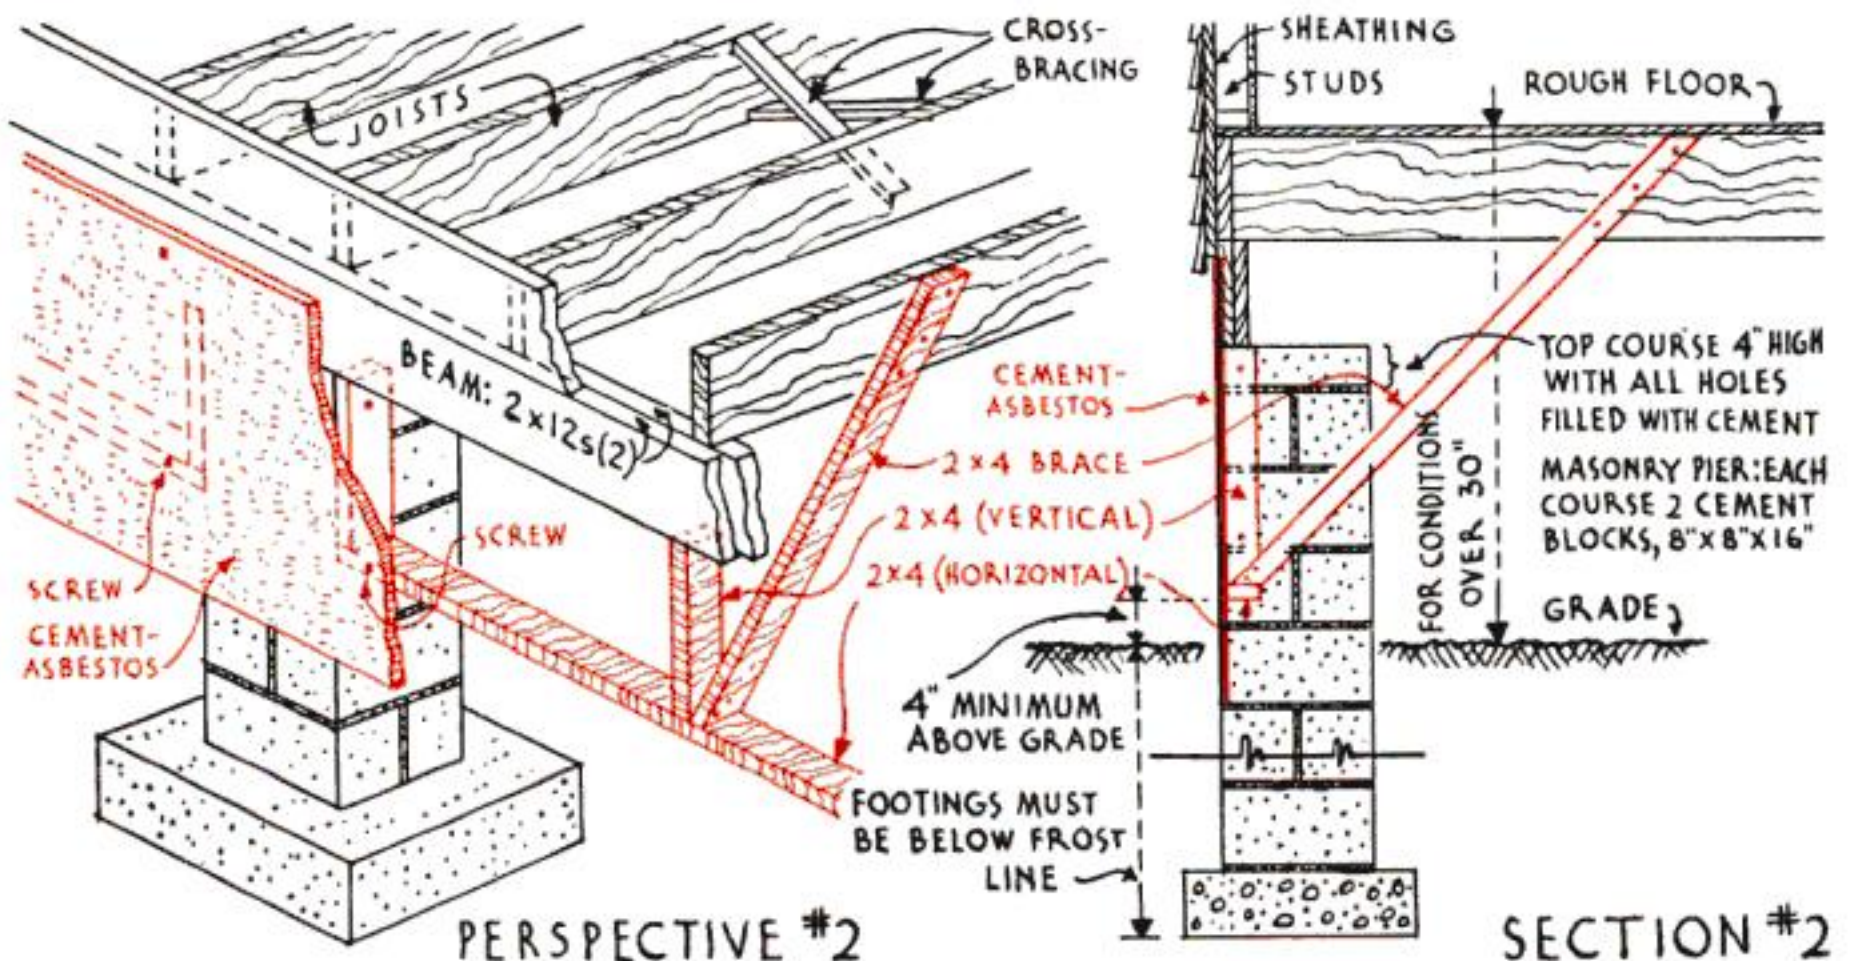 CROSS-
BRACING
JOISTS
BEAM: 2x12s(2)
SCREW
CEMENT-
ASBESTOS
SCREW
CEMENT-
ASBESTOS
2x4 BRACE
2x4 (VERTICAL)
2x4 (HORIZONTAL)
4" MINIMUM
ABOVE GRADE
FOOTINGS MUST
BE BELOW FROST
LINE
PERSPECTIVE #2
SHEATHING
STUDS
ROUGH FLOOR
TOP COURSE 4" HIGH
WITH ALL HOLES
FILLED WITH CEMENT
MASONRY PIER: EACH
COURSE 2 CEMENT
BLOCKS, 8"x8"x16"
FOR CONDITIONS
OVER 30"
GRADE
SECTION #2